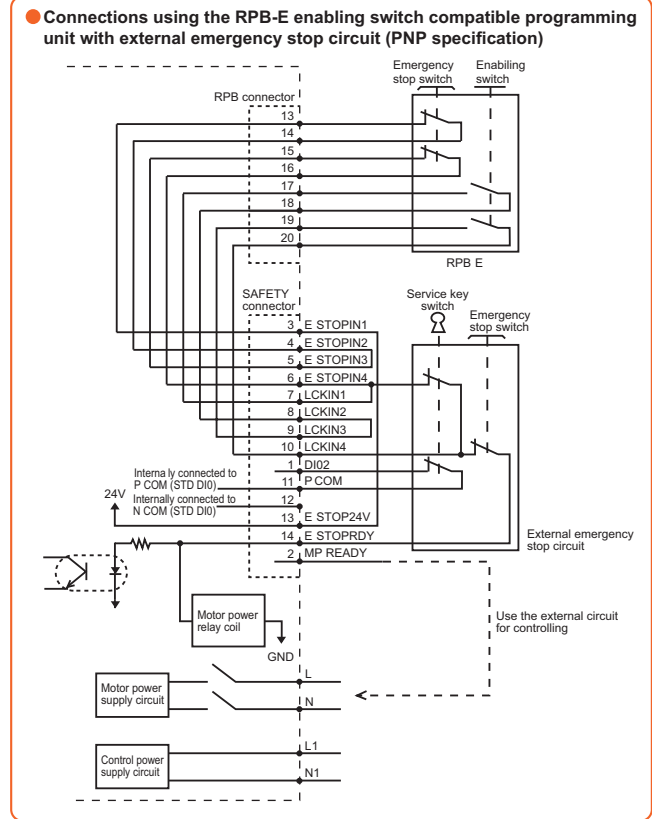 Connections using the RPB-E enabling switch compatible programming
unit with external emergency stop circuit (PNP specification)
Emergency
stop switch
Enabiling
switch
RPB connector
13
14
15
16
17
18
19
20
RPB E
SAFETY
connector
Service key
switch
Emergency
stop switch
3 E STOPIN1
4 E STOPIN2
5 E STOPIN3
6 E STOPIN4
7 LCKIN1
8 LCKIN2
9 LCKIN3
10 LCKIN4
1 DI02
Interna ly connected to
P COM (STD DI0)
11 P COM
24V
Internally connected to
N COM (STD DI0)
12
13 E STOP24V
14 E STOPRDY
2 MP READY
External emergency
stop circuit
Motor power
relay coil
GND
Use the external circuit
for controlling
Motor power
supply circuit
L
N
Control power
supply circuit
L1
N1